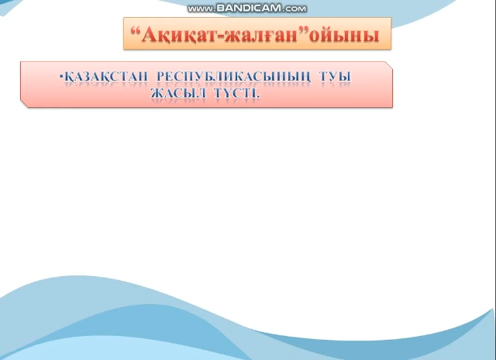 www.BANDICAM.com
“Ақиқат-жалған”ойыны
•ҚАЗАҚСТАН РЕСПУБЛИКАСЫНЫҢ ТУЫ
ЖАСЫЛ ТҮСТІ.